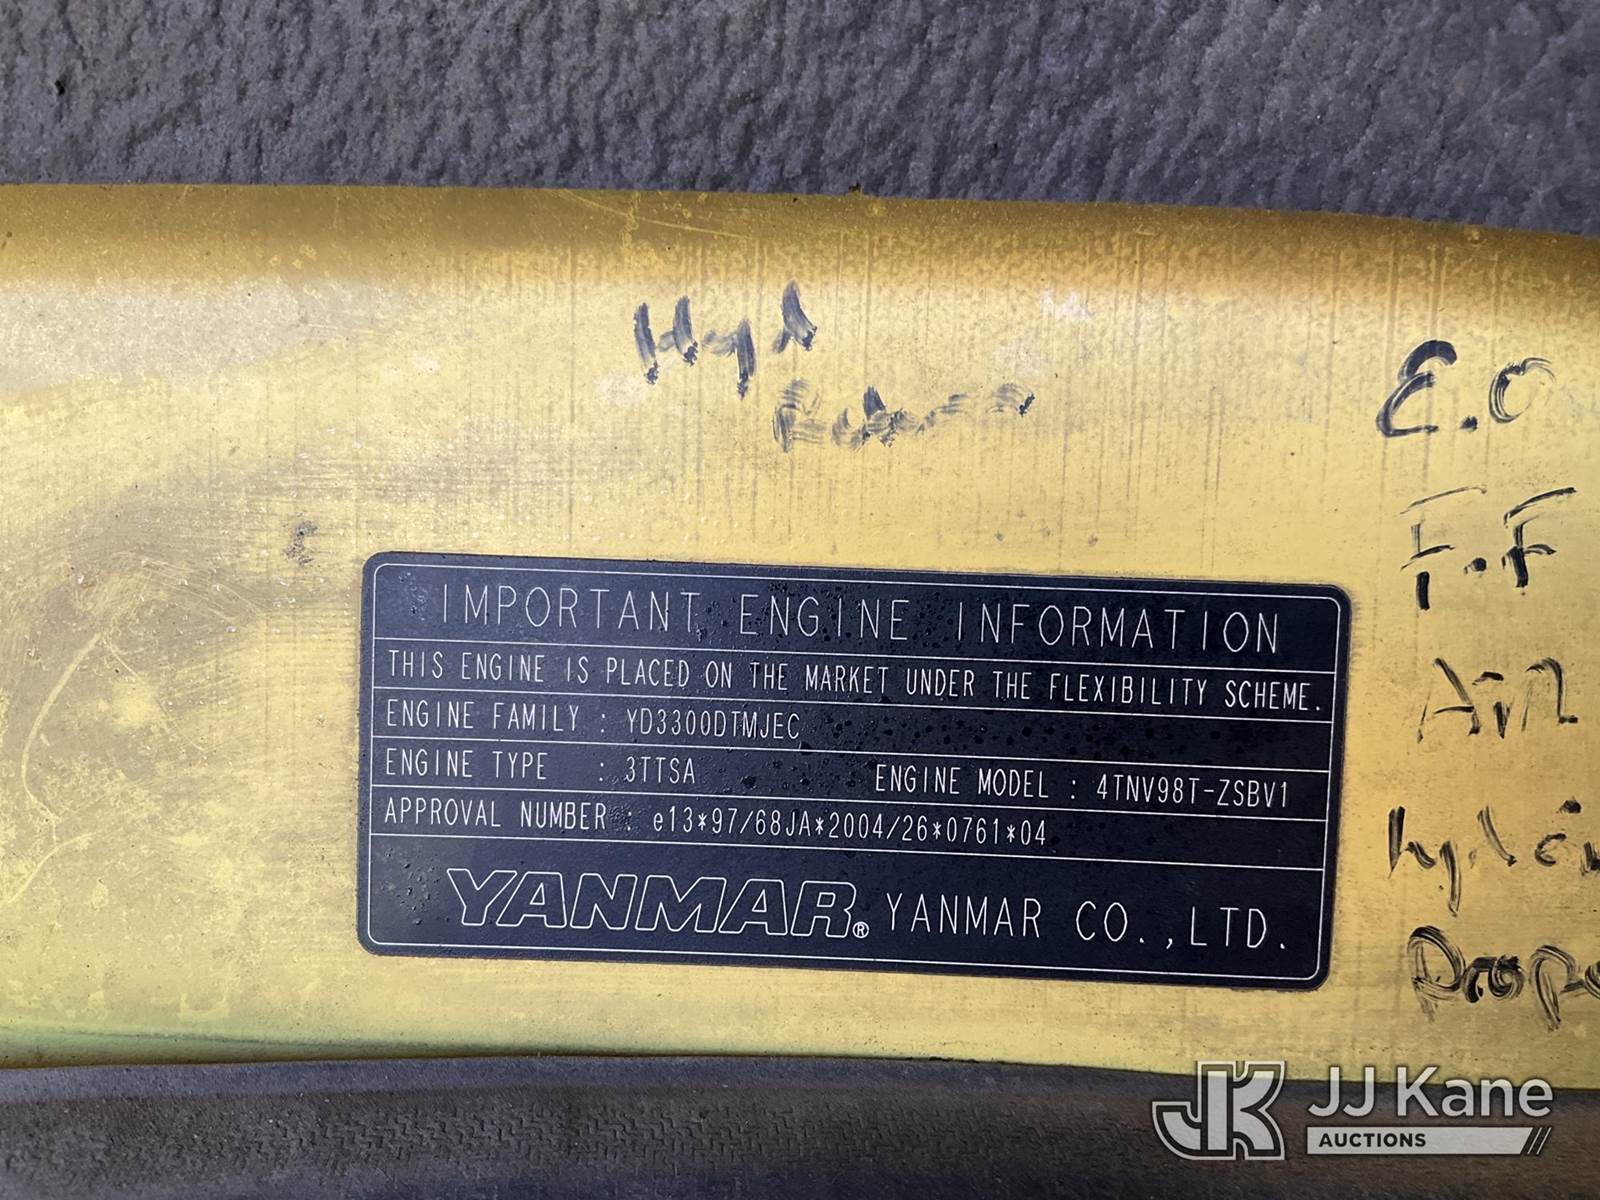 Hyd
E.O
F.F
Air
IMPORTANT ENGINE INFORMATION
THIS ENGINE IS PLACED ON THE MARKET UNDER THE FLEXIBILITY SCHEME.
ENGINE FAMILY : YD3300DTMJEC
ENGINE TYPE : 3TTSA ENGINE MODEL : 4TNV98T-ZSBV1
APPROVAL NUMBER : e13*97/68JA*2004/26*0761*04
YANMAR® YANMAR CO.,LTD.
JJ Kane
AUCTIONS